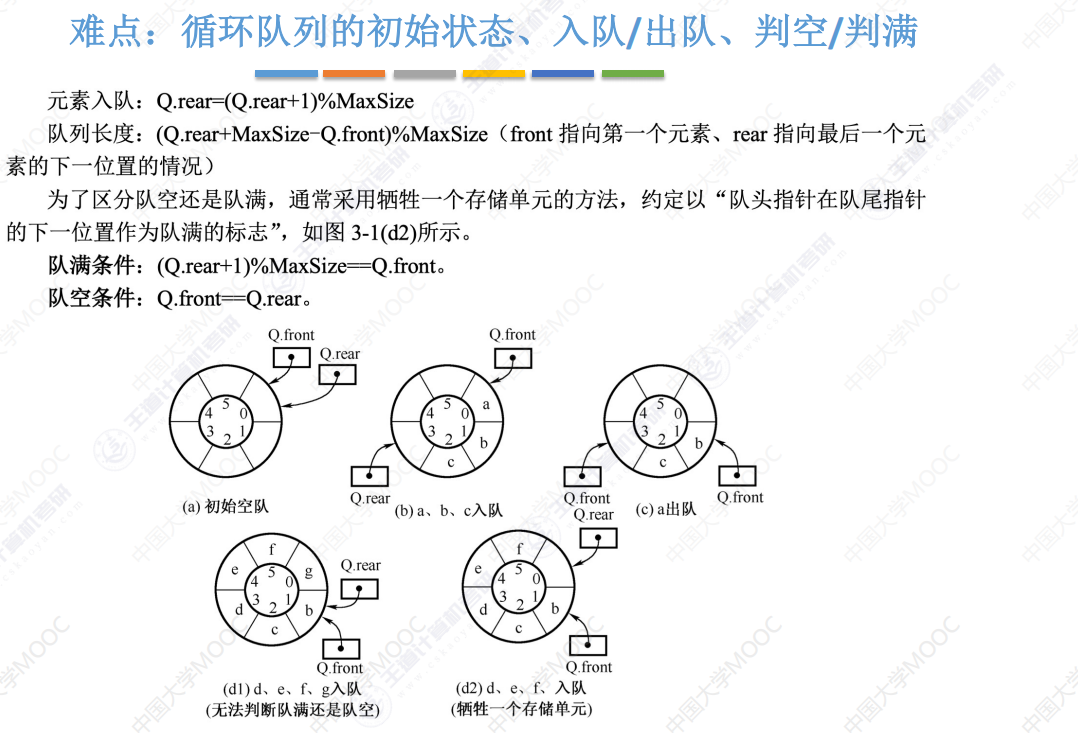 难点：循环队列的初始状态、入队/出队、判空/判满
元素入队：Q.rear=(Q.rear+1)%MaxSize
队列长度：(Q.rear+MaxSize-Q.front)%MaxSize（front 指向第一个元素、rear 指向最后一个元
素的下一位置的情况）
为了区分队空还是队满，通常采用牺牲一个存储单元的方法，约定以“队头指针在队尾指针
的下一位置作为队满的标志”，如图 3-1(d2)所示。
队满条件：(Q.rear+1)%MaxSize==Q.front。
队空条件：Q.front==Q.rear。
Q.front
Q.rear
5
4 0
3 1
2
(a) 初始空队
Q.front
5
4 0 a
3 1 b
2
c
Q.rear
(b) a、b、c入队
5
4 0
3 1 b
2
c
Q.front
Q.front
(c) a出队
f
e 5 g
4 0
3 1
d 2 b
c
Q.rear
Q.front
(d1) d、e、f、g入队
(无法判断队满还是队空)
Q.rear
f
e 5
4 0
3 1
d 2 b
c
Q.front
(d2) d、e、f、入队
(牺牲一个存储单元)
中国大学MOOC
王道计算机考研